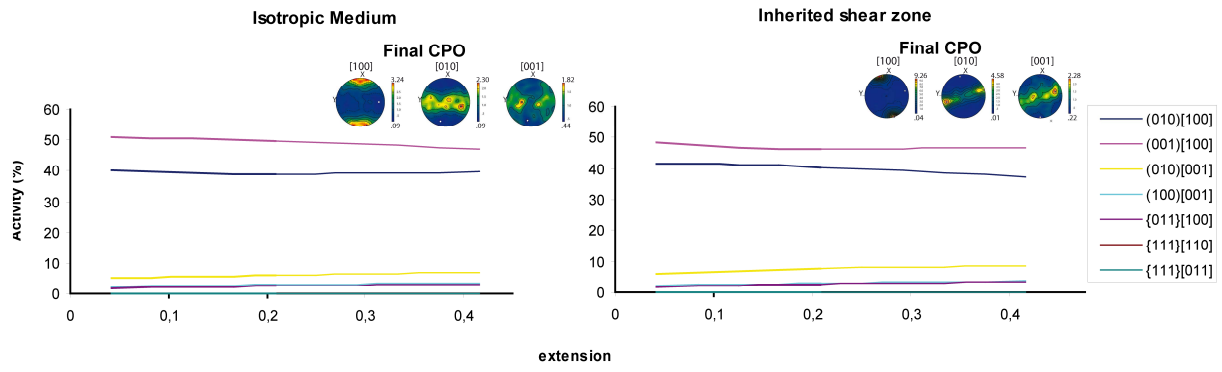 Isotropic Medium
Inherited shear zone
Final CPO
[100] [010] [001]
X X X
Y Y
3.24 2.30 1.82
.09 .09 .44
Final CPO
[100] [010] [001]
X X X
Y Y Y
9.26 4.58 2.28
.04 .01 .22
Activity (%)
60
50
40
30
20
10
0
0 0,1 0,2 0,3 0,4
60
50
40
30
20
10
0
0 0,1 0,2 0,3 0,4
extension
(010)[100]
(001)[100]
(010)[001]
(100)[001]
{011}[100]
{111}[110]
{111}[011]